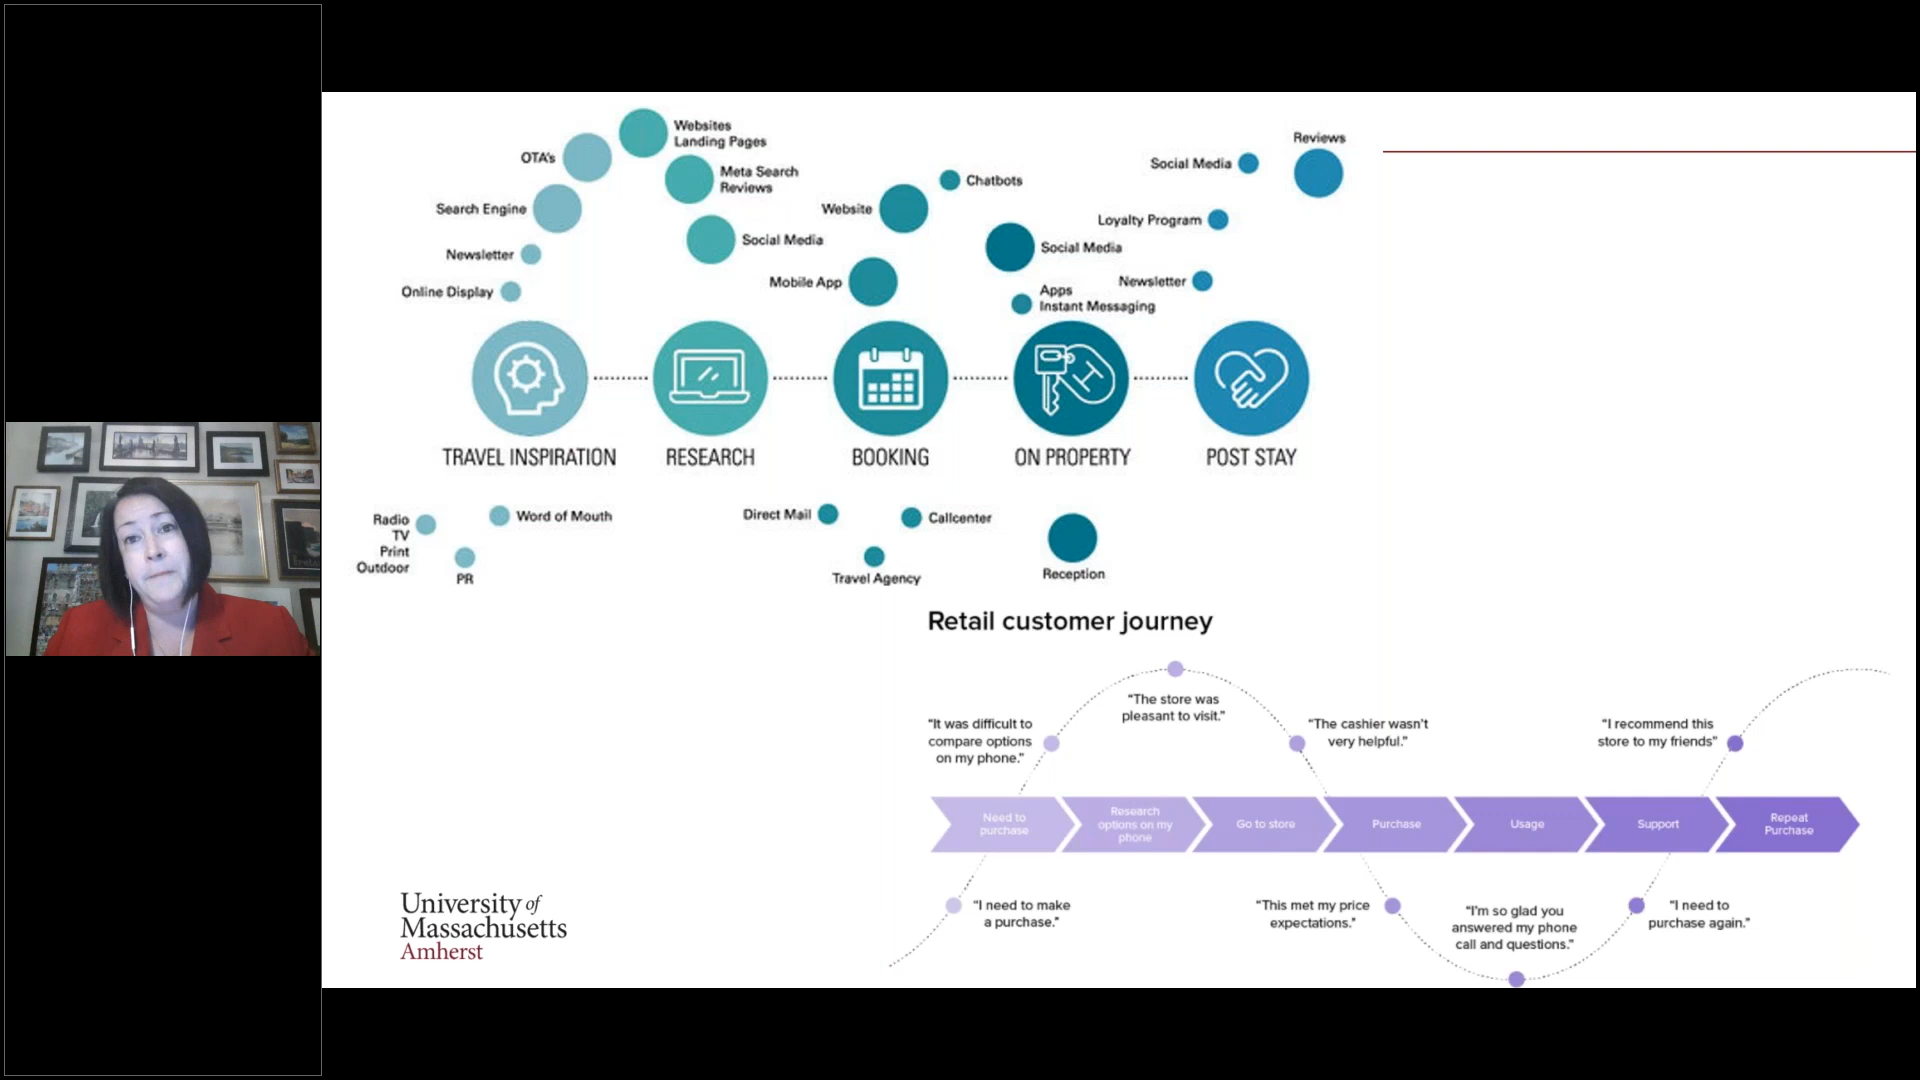 Websites
Landing Pages
OTA's
Meta Search
Reviews
Search Engine
Social Media
Newsletter
Online Display
Website
Chatbots
Mobile App
Social Media
Apps
Instant Messaging
Reviews
Social Media
Loyalty Program
Newsletter
TRAVEL INSPIRATION
RESEARCH
BOOKING
ON PROPERTY
POST STAY
Radio
TV
Print
Outdoor
Word of Mouth
PR
Direct Mail
Callcenter
Travel Agency
Reception
Retail customer journey
"The store was
pleasant to visit."
"It was difficult to
compare options
on my phone."
"The cashier wasn't
very helpful."
"I recommend this
store to my friends"
Need to
purchase
Research
options on my
phone
Go to store
Purchase
Usage
Support
Repeat
Purchase
"I need to make
a purchase."
"This met my price
expectations."
"I'm so glad you
answered my phone
call and questions."
"I need to
purchase again."
University of
Massachusetts
Amherst